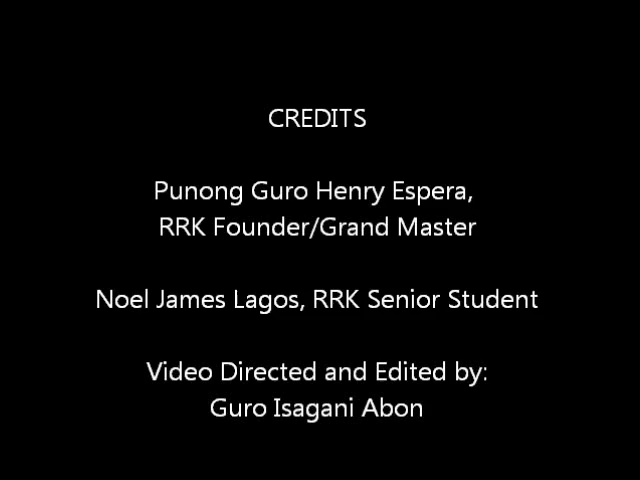 CREDITS
Punong Guro Henry Espera,
RRK Founder/Grand Master
Noel James Lagos, RRK Senior Student
Video Directed and Edited by:
Guro Isagani Abon